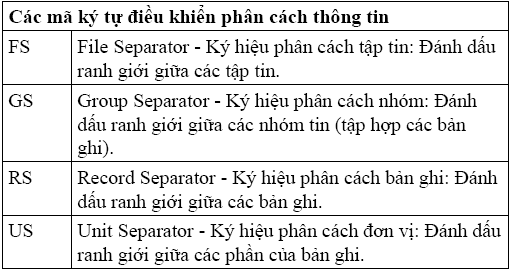 Các mã ký tự điều khiển phân cách thông tin
FS File Separator - Ký hiệu phân cách tập tin: Đánh dấu
ranh giới giữa các tập tin.
GS Group Separator - Ký hiệu phân cách nhóm: Đánh
dấu ranh giới giữa các nhóm tin (tập hợp các bản
ghi).
RS Record Separator - Ký hiệu phân cách bản ghi: Đánh
dấu ranh giới giữa các bản ghi.
US Unit Separator - Ký hiệu phân cách đơn vị: Đánh dấu
ranh giới giữa các phần của bản ghi.